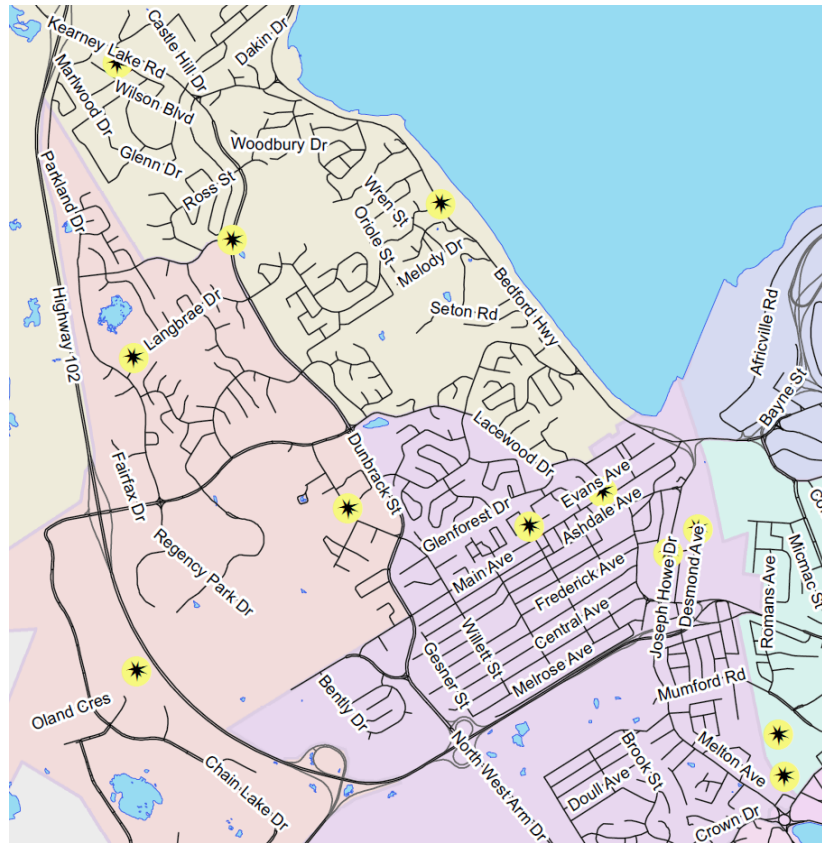 Kearney Lake Rd
Castle Hill Dr
Dakin Dr
Marlwood Dr
Wilson Blvd
Glenn Dr
Woodbury Dr
Parkland Dr
Ross St
Wren St
Oriole St
Melody Dr
Bedford Hwy
Seton Rd
Highway 102
Langbrae Dr
Africville Rd
Bayne St
Lacewood Dr
Dunbrack St
Fairfax Dr
Evans Ave
Ashdale Ave
Glenforest Dr
Main Ave
Regency Park Dr
Joseph Howe Dr
Desmond Ave
Romans Ave
Micmac St
Frederick Ave
Central Ave
Willett St
Melrose Ave
Gesner St
Mumford Rd
Bently Dr
Oland Cres
North West Arm Dr
Chain Lake Dr
Brook St
Doull Ave
Melton Ave
Crown Dr